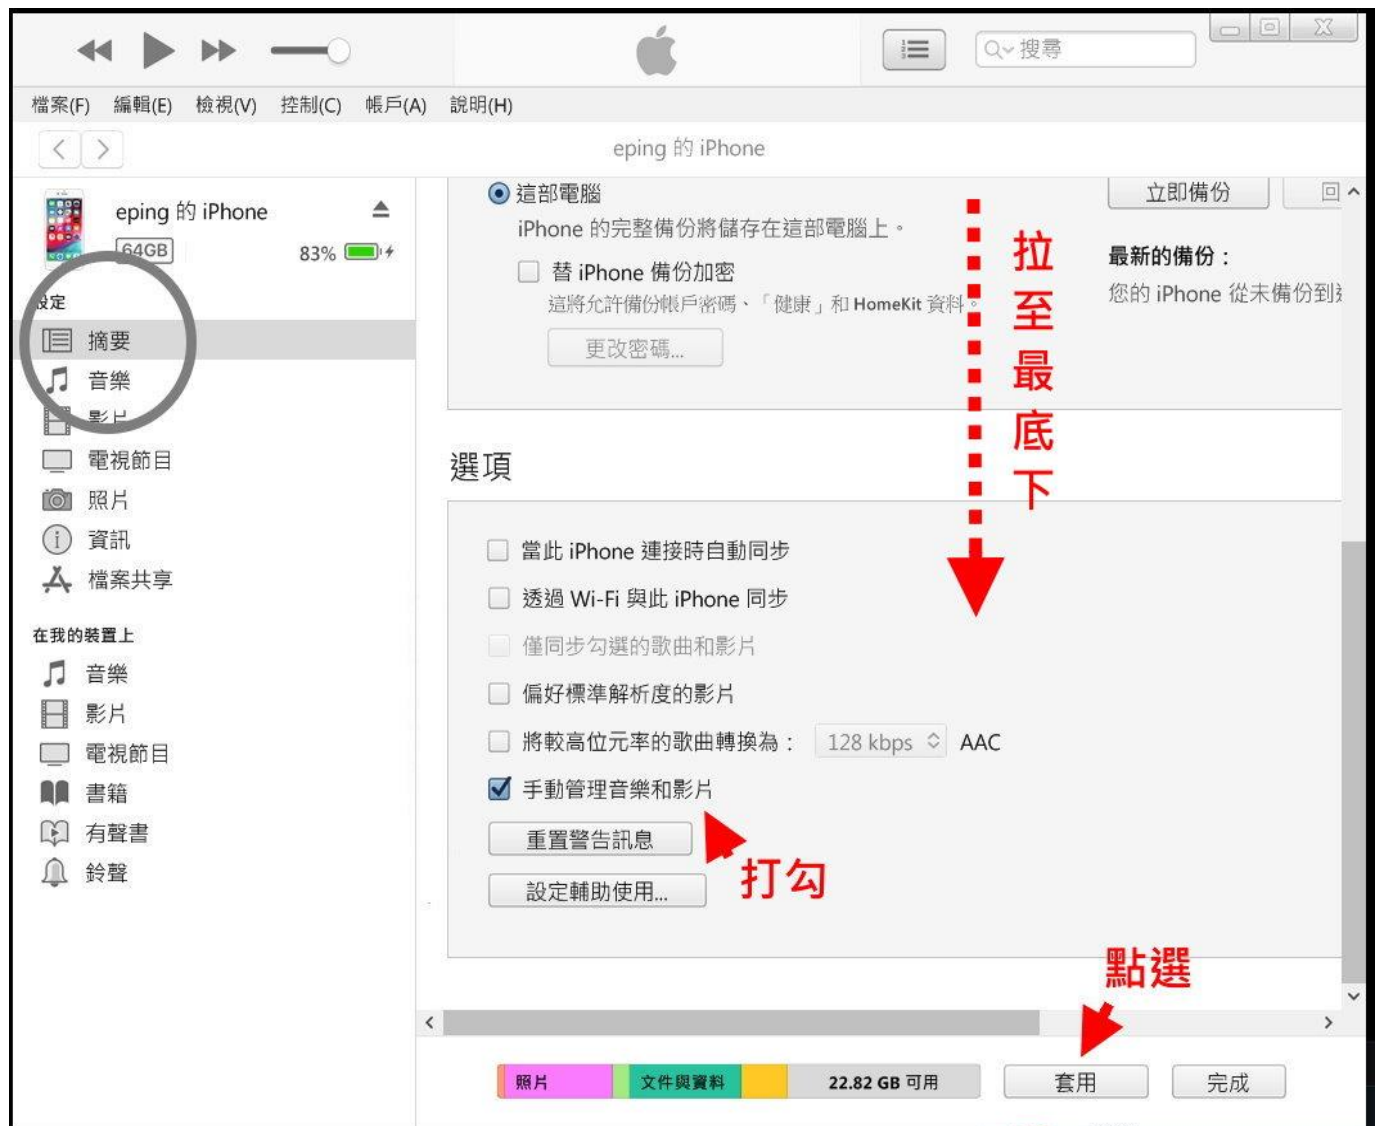 搜尋
檔案(F) 編輯(E) 檢視(V) 控制(C) 帳戶(A) 說明(H)
eping 的 iPhone
eping 的 iPhone
64GB
83%
設定
摘要
音樂
影片
電視節目
照片
資訊
檔案共享
在我的裝置上
音樂
影片
電視節目
書籍
有聲書
鈴聲
這部電腦
iPhone 的完整備份將儲存在這部電腦上。
替 iPhone 備份加密
這將允許備份帳戶密碼、「健康」和 HomeKit 資料。
更改密碼...
立即備份
回
最新的備份：
您的 iPhone 從未備份到
拉至最底下
選項
當此 iPhone 連接時自動同步
透過 Wi-Fi 與此 iPhone 同步
僅同步勾選的歌曲和影片
偏好標準解析度的影片
將較高位元率的歌曲轉換為： 128 kbps AAC
手動管理音樂和影片
重置警告訊息
打勾
設定輔助使用...
點選
照片 文件與資料 22.82 GB 可用 套用 完成